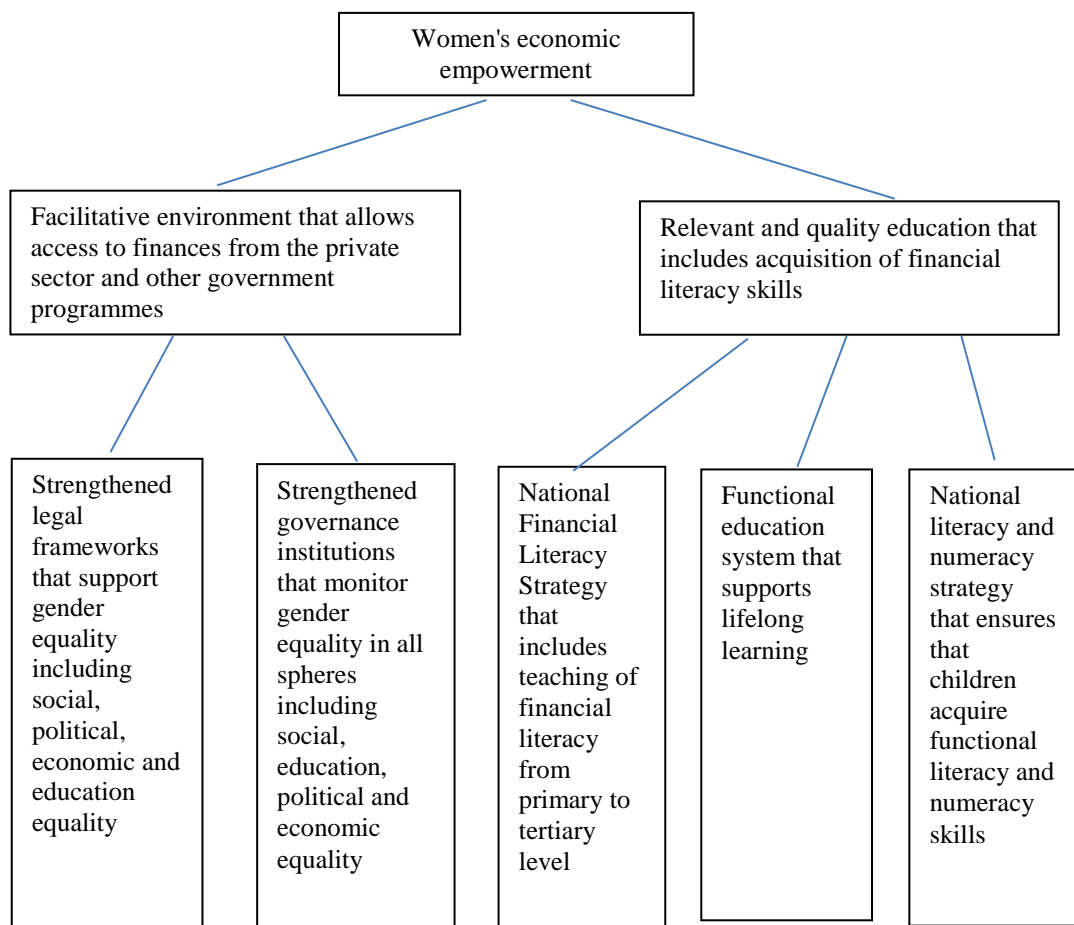 Women's economic
empowerment
Facilitative environment that allows
access to finances from the private
sector and other government
programmes
Relevant and quality education that
includes acquisition of financial
literacy skills
Strengthened
legal
frameworks
that support
gender
equality
including
social,
political,
economic and
education
equality
Strengthened
governance
institutions
that monitor
gender
equality in all
spheres
including
social,
education,
political and
economic
equality
National
Financial
Literacy
Strategy
that
includes
teaching of
financial
literacy
from
primary to
tertiary
level
Functional
education
system that
supports
lifelong
learning
National
literacy and
numeracy
strategy
that ensures
that
children
acquire
functional
literacy and
numeracy
skills